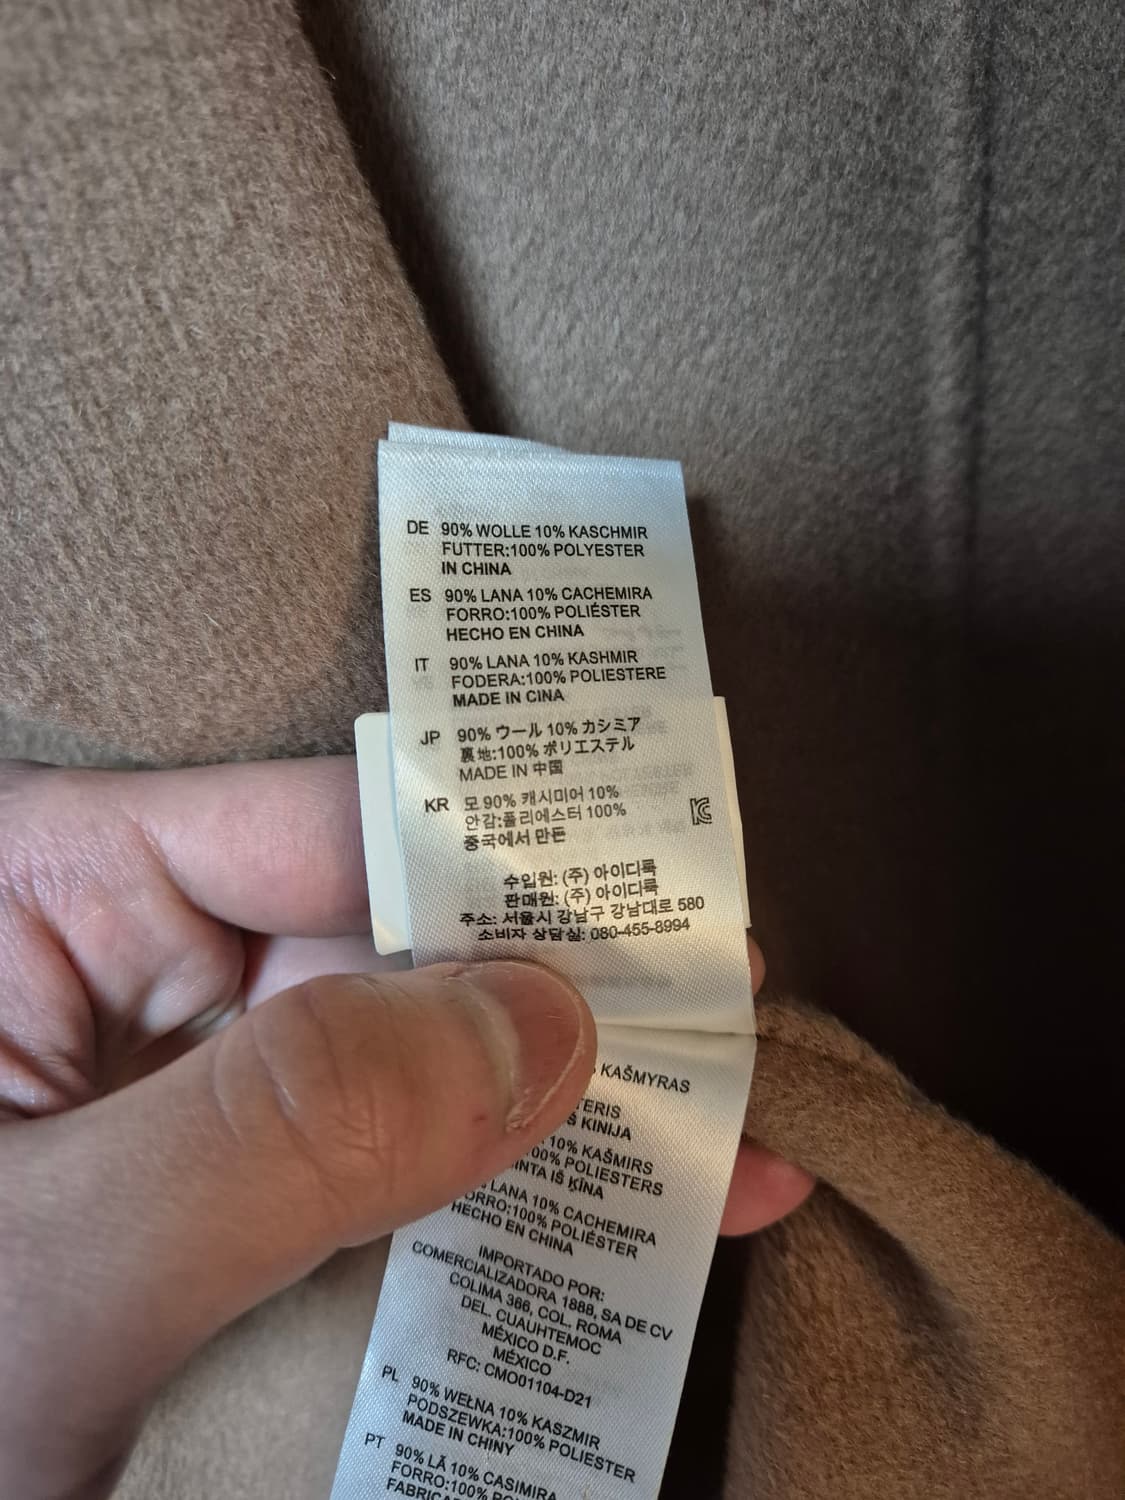 DE 90% WOLLE 10% KASCHMIR
FUTTER:100% POLYESTER
IN CHINA
ES 90% LANA 10% CACHEMIRA
FORRO:100% POLIÉSTER
HECHO EN CHINA
IT 90% LANA 10% KASHMIR
FODERA:100% POLIESTERE
MADE IN CINA
JP 90% ウール 10% カシミア
裏地:100% ポリエステル
MADE IN 中国
KR 모 90% 캐시미어 10%
안감:폴리에스터 100%
중국에서 만든
수입원: (주) 아이디룩
판매원: (주) 아이디룩
주소: 서울시 강남구 강남대로 580
소비자 상담실: 080-455-8994
KAŠMYRAS
KINIJA
10% KAŠMIRS
POLIESTERS
IŠ ĶĪNA
LANA 10% CACHEMIRA
FORRO:100% POLIÉSTER
HECHO EN CHINA
IMPORTADO POR:
COMERCIALIZADORA 1888, SA DE CV
COLIMA 366, COL. ROMA
DEL. CUAUHTEMOC
MÉXICO D.F.
MÉXICO
RFC: CMO01104-D21
PL 90% WEŁNA 10% KASZMIR
PODSZEWKA:100% POLIESTER
MADE IN CHINY
PT 90% LÃ 10% CASIMIRA
FORRO:100%